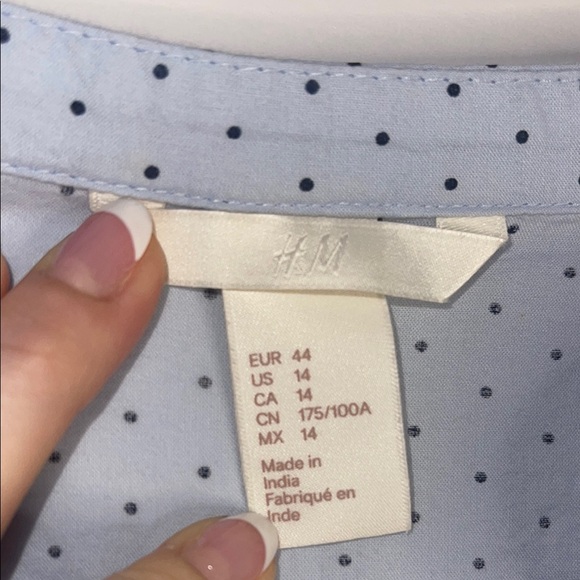 H&M
EUR 44
US 14
CA 14
CN 175/100A
MX 14
Made in
India
Fabriqué en
Inde